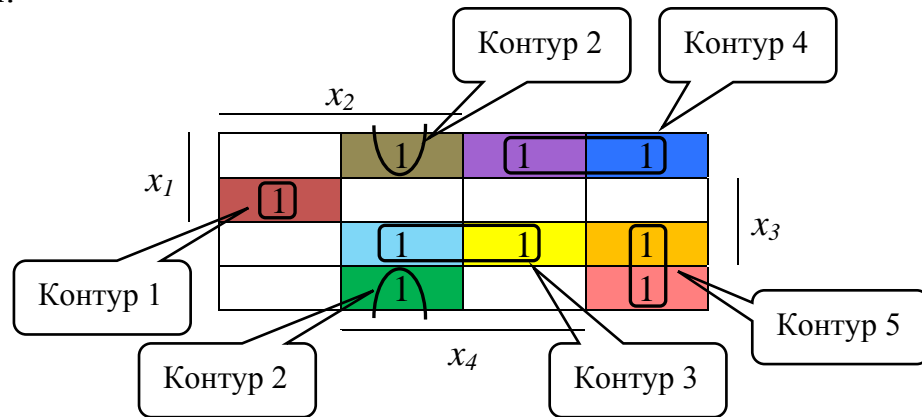 Контур 2
Контур 4
x2
1 1 1
x1
1
x3
1 1 1
Контур 1
1 1
Контур 5
x4
Контур 2
Контур 3